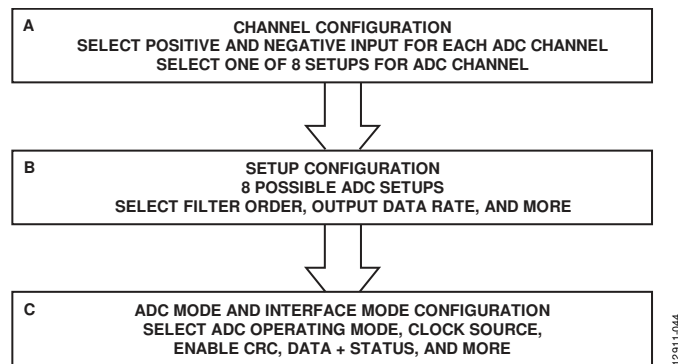 A
CHANNEL CONFIGURATION
SELECT POSITIVE AND NEGATIVE INPUT FOR EACH ADC CHANNEL
SELECT ONE OF 8 SETUPS FOR ADC CHANNEL
B
SETUP CONFIGURATION
8 POSSIBLE ADC SETUPS
SELECT FILTER ORDER, OUTPUT DATA RATE, AND MORE
C
ADC MODE AND INTERFACE MODE CONFIGURATION
SELECT ADC OPERATING MODE, CLOCK SOURCE,
ENABLE CRC, DATA + STATUS, AND MORE
12911-044